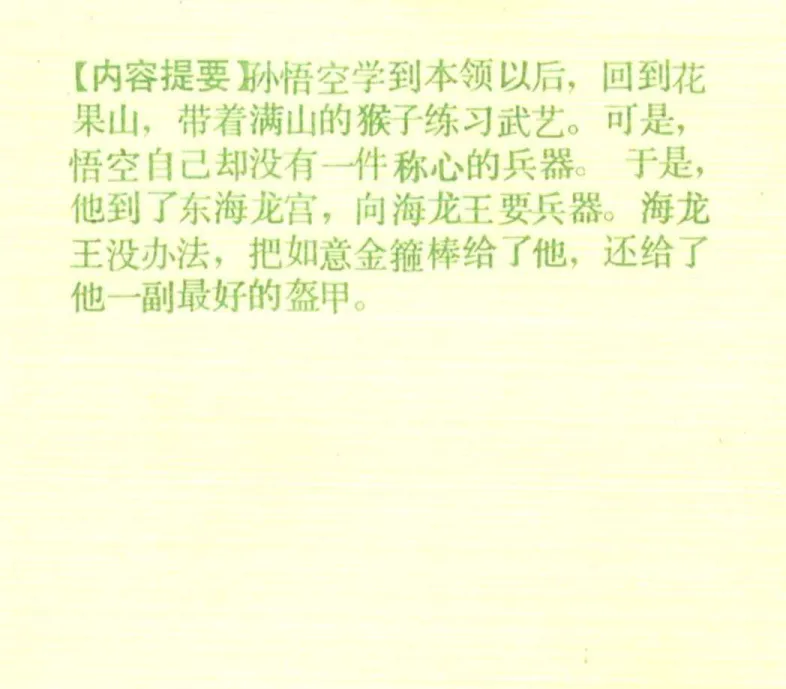 【内容提要】孙悟空学到本领以后，回到花
果山，带着满山的猴子练习武艺。可是，
悟空自己却没有一件称心的兵器。 于是，
他到了东海龙宫，向海龙王要兵器。海龙
王没办法，把如意金箍棒给了他，还给了
他一副最好的盔甲。